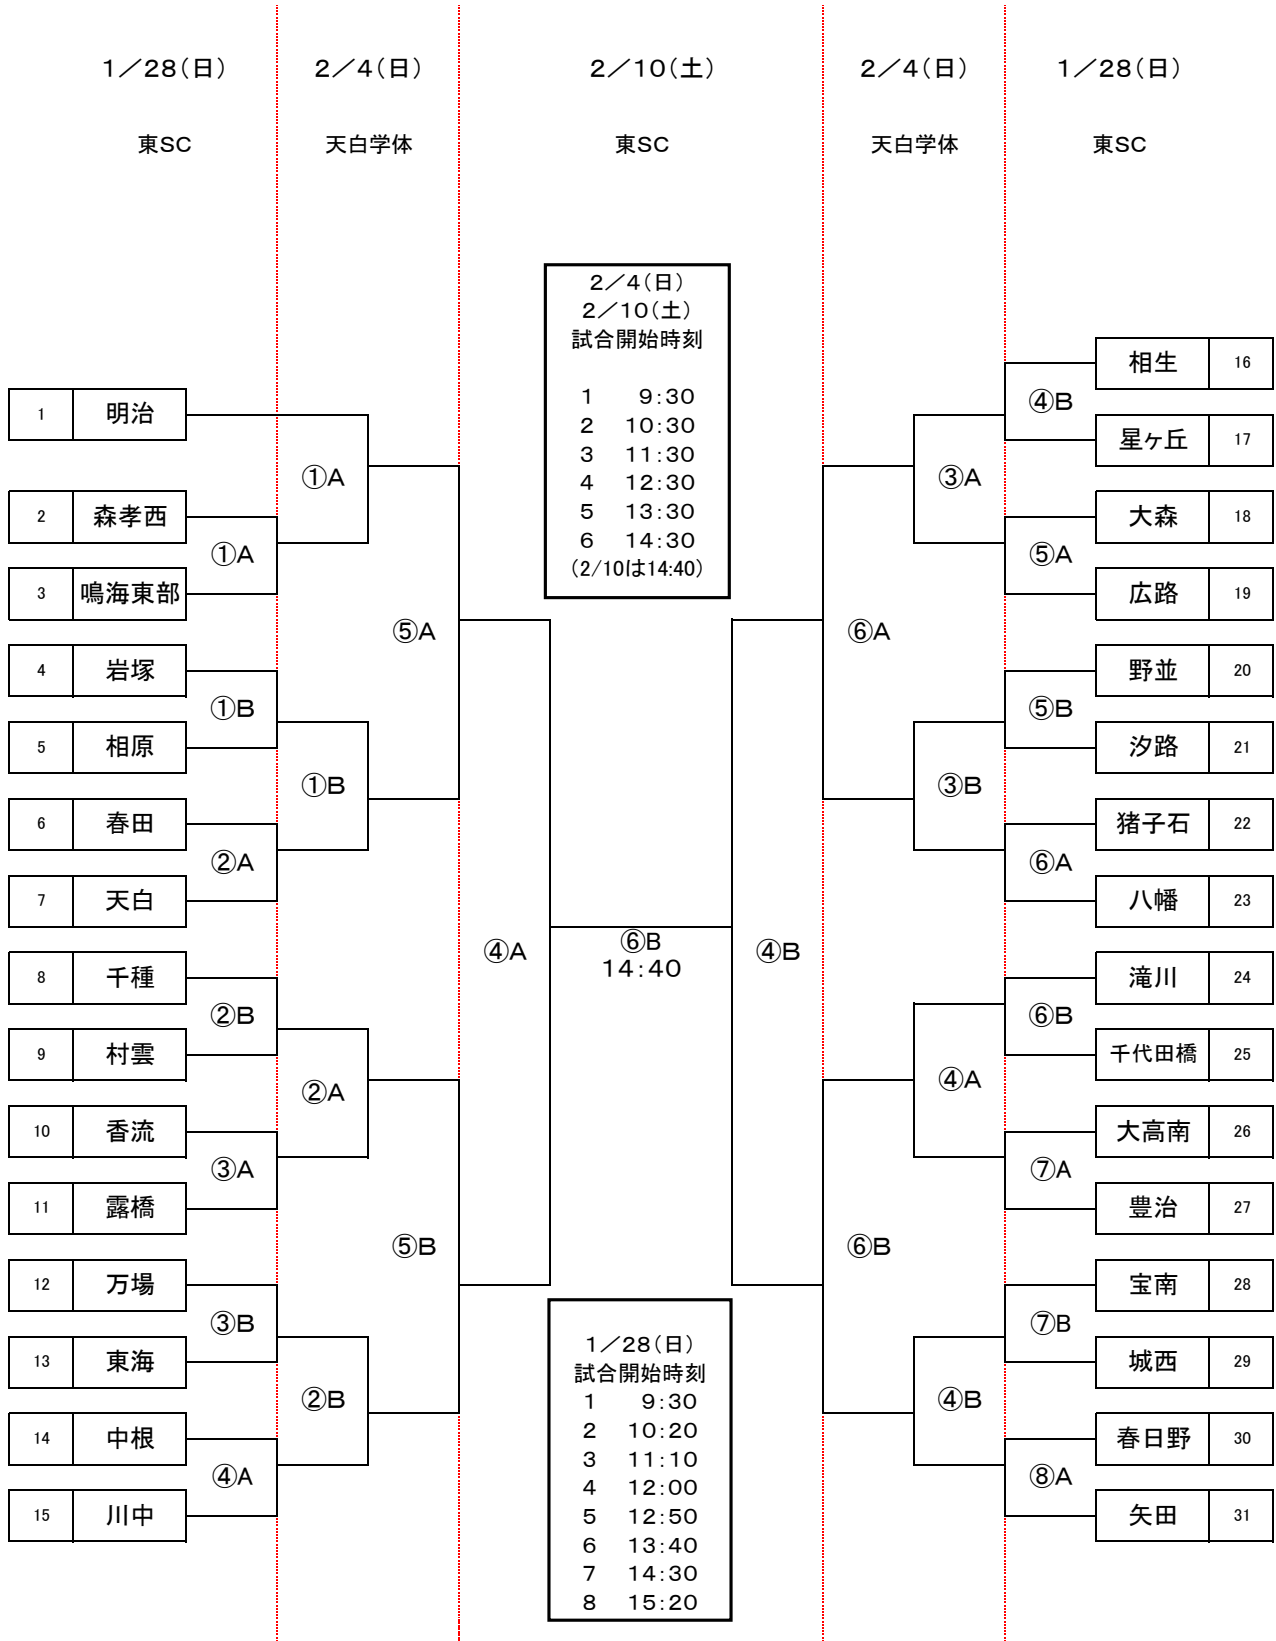 1／28(日)
2／4(日)
2／10(土)
2／4(日)
1／28(日)
東SC
天白学体
東SC
天白学体
東SC
2／4(日)
2／10(土)
試合開始時刻
1 9:30
2 10:30
3 11:30
4 12:30
5 13:30
6 14:30
(2/10は14:40)
1 明治
2 森孝西
3 鳴海東部
4 岩塚
5 相原
6 春田
7 天白
8 千種
9 村雲
10 香流
11 露橋
12 万場
13 東海
14 中根
15 川中
①A
①B
②A
②B
③A
③B
④A
①A
①B
②A
②B
⑤A
⑤B
④A
⑥B
14:40
④B
⑥A
⑥B
③A
③B
④A
④B
④B
⑤A
⑤B
⑥A
⑥B
⑦A
⑦B
⑧A
相生 16
星ヶ丘 17
大森 18
広路 19
野並 20
汐路 21
猪子石 22
八幡 23
滝川 24
千代田橋 25
大高南 26
豊治 27
宝南 28
城西 29
春日野 30
矢田 31
1／28(日)
試合開始時刻
1 9:30
2 10:20
3 11:10
4 12:00
5 12:50
6 13:40
7 14:30
8 15:20